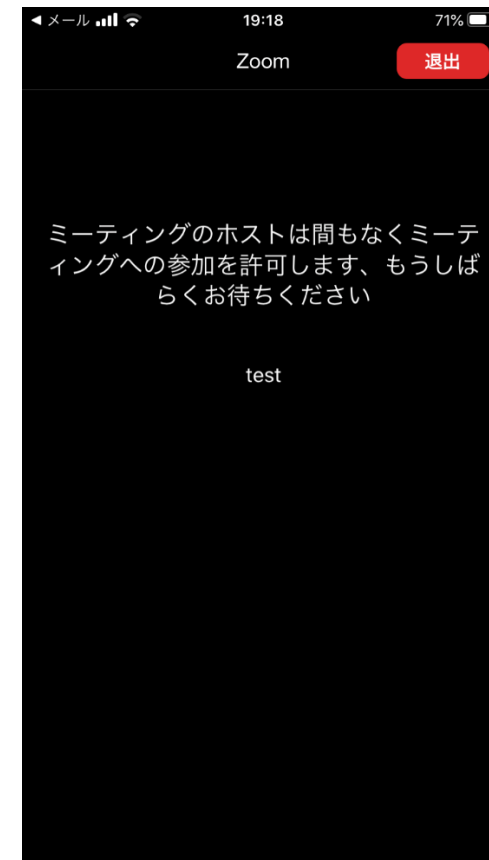 ◀メール 19:18 71%
Zoom 退出
ミーティングのホストは間もなくミーテ
ィングへの参加を許可します、もうしば
らくお待ちください
test